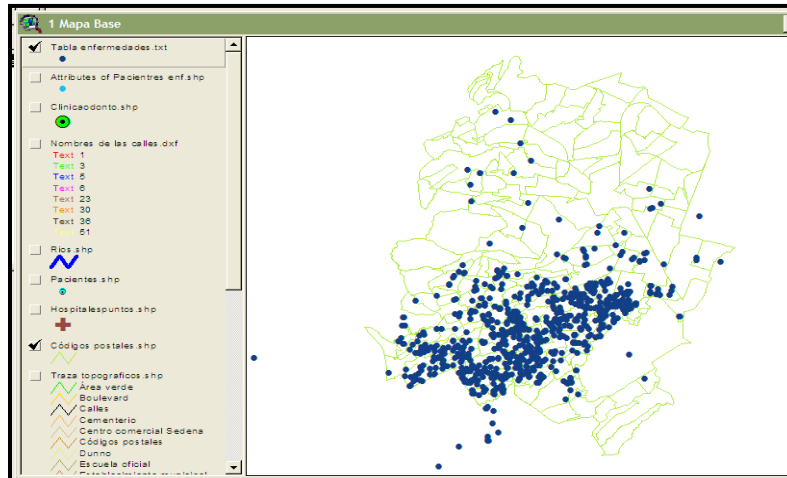 1 Mapa Base
Tabla enfermedades.txt
Attributes of Pacientres enf.shp
Clinicaodonto.shp
Nombres de las calles.dxf
Text 1
Text 3
Text 5
Text 6
Text 23
Text 30
Text 36
Text 51
Rios.shp
Pacientes.shp
Hospitalespuntos.shp
Códigos postales.shp
Traza topograficos.shp
Área verde
Boulevard
Calles
Cementerio
Centro comercial Sedena
Códigos postales
Dunno
Escuela oficial
Establecimiento municipal